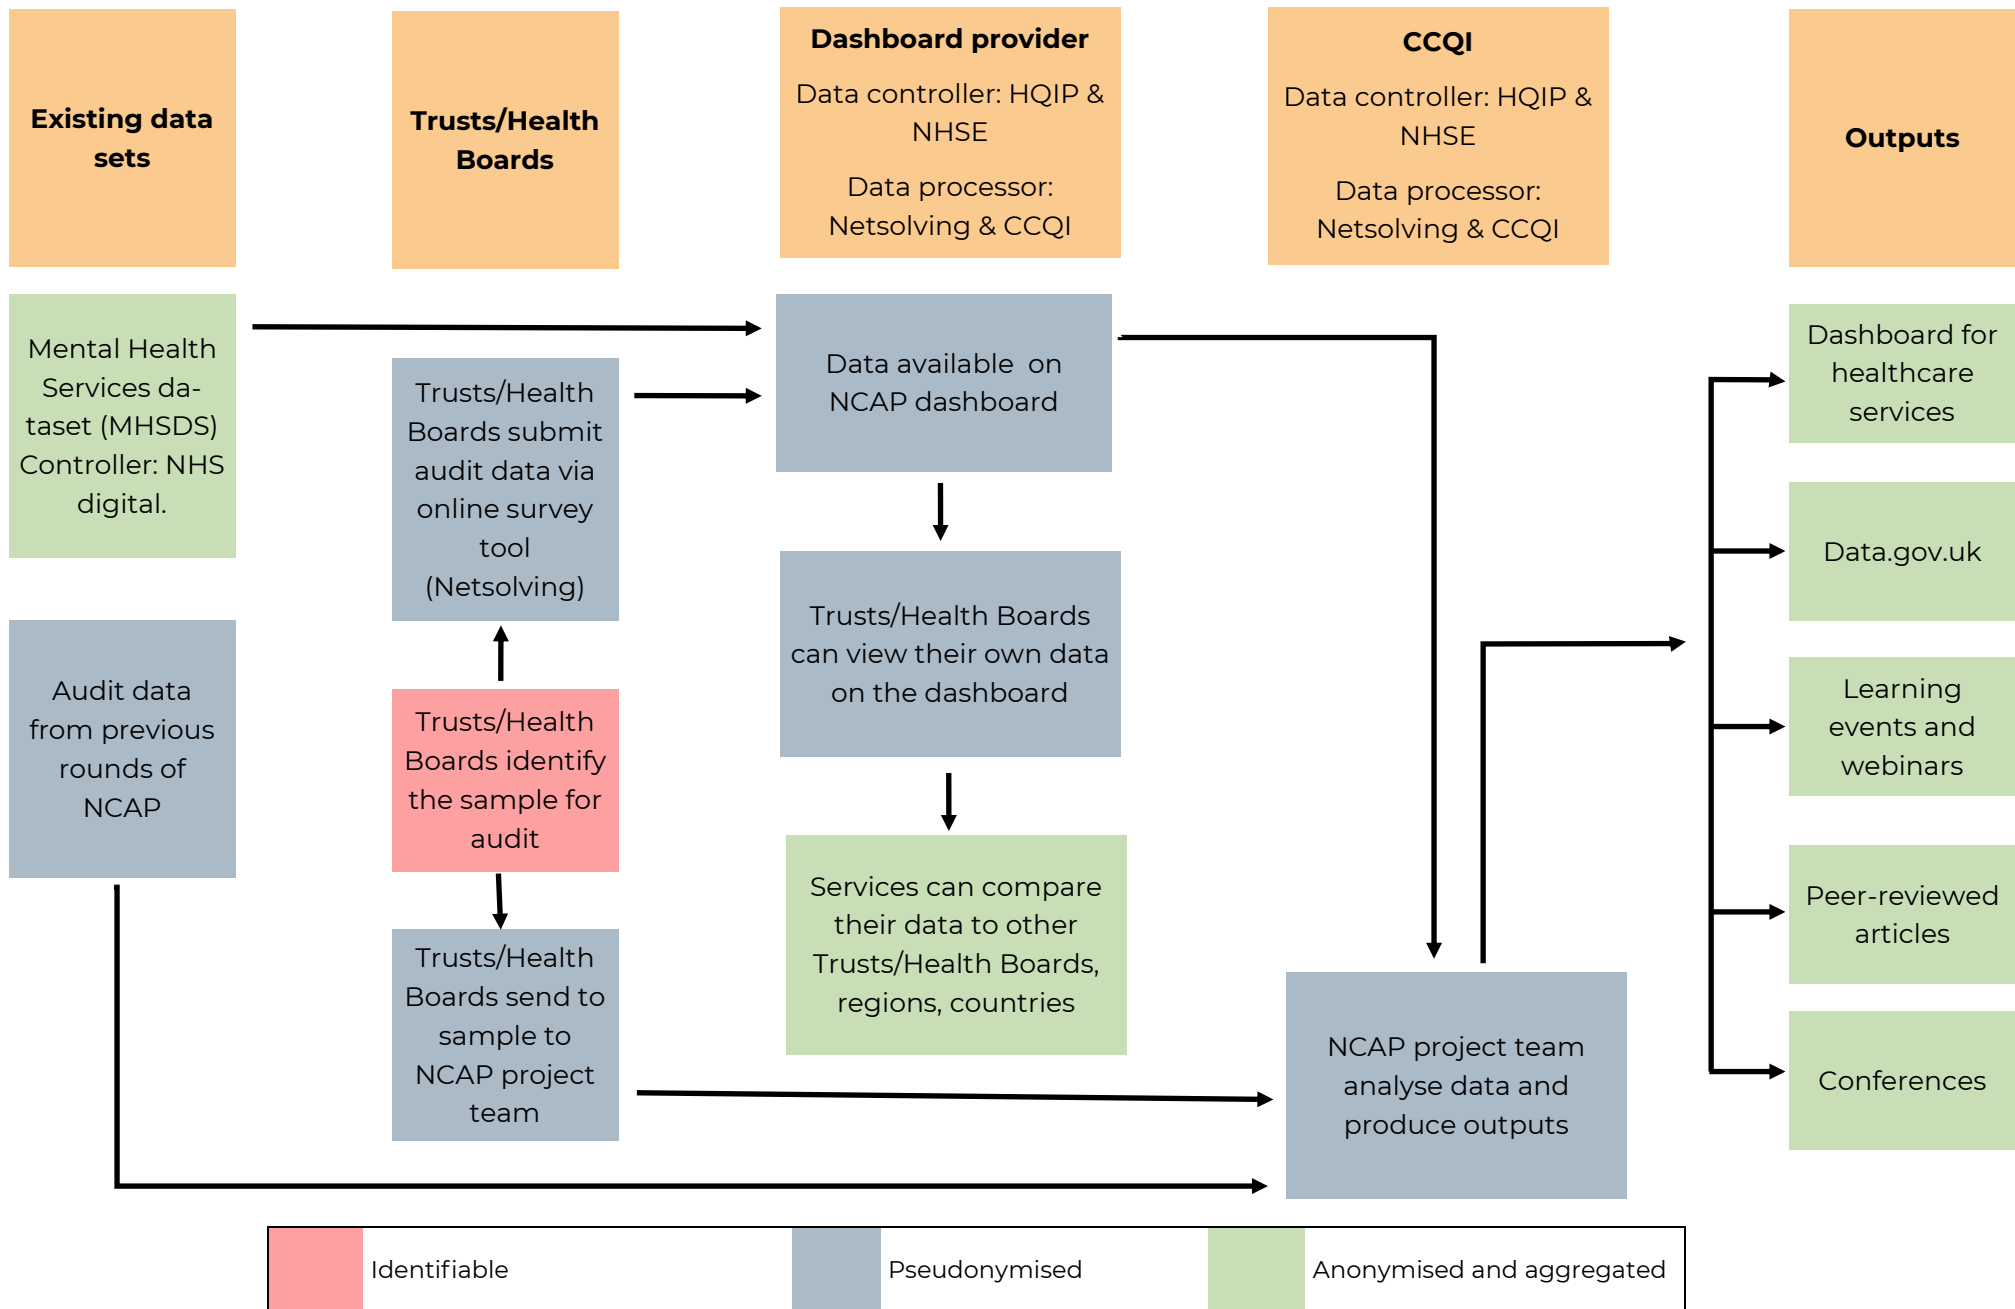 Existing data
sets
Trusts/Health
Boards
Dashboard provider
Data controller: HQIP &
NHSE
Data processor:
Netsolving & CCQI
CCQI
Data controller: HQIP &
NHSE
Data processor:
Netsolving & CCQI
Outputs
Mental Health
Services da-
taset (MHSDS)
Controller: NHS
digital.
Audit data
from previous
rounds of
NCAP
Trusts/Health
Boards submit
audit data via
online survey
tool
(Netsolving)
Trusts/Health
Boards identify
the sample for
audit
Trusts/Health
Boards send to
sample to
NCAP project
team
Data available on
NCAP dashboard
Trusts/Health Boards
can view their own data
on the dashboard
Services can compare
their data to other
Trusts/Health Boards,
regions, countries
NCAP project team
analyse data and
produce outputs
Dashboard for
healthcare
services
Data.gov.uk
Learning
events and
webinars
Peer-reviewed
articles
Conferences
Identifiable
Pseudonymised
Anonymised and aggregated